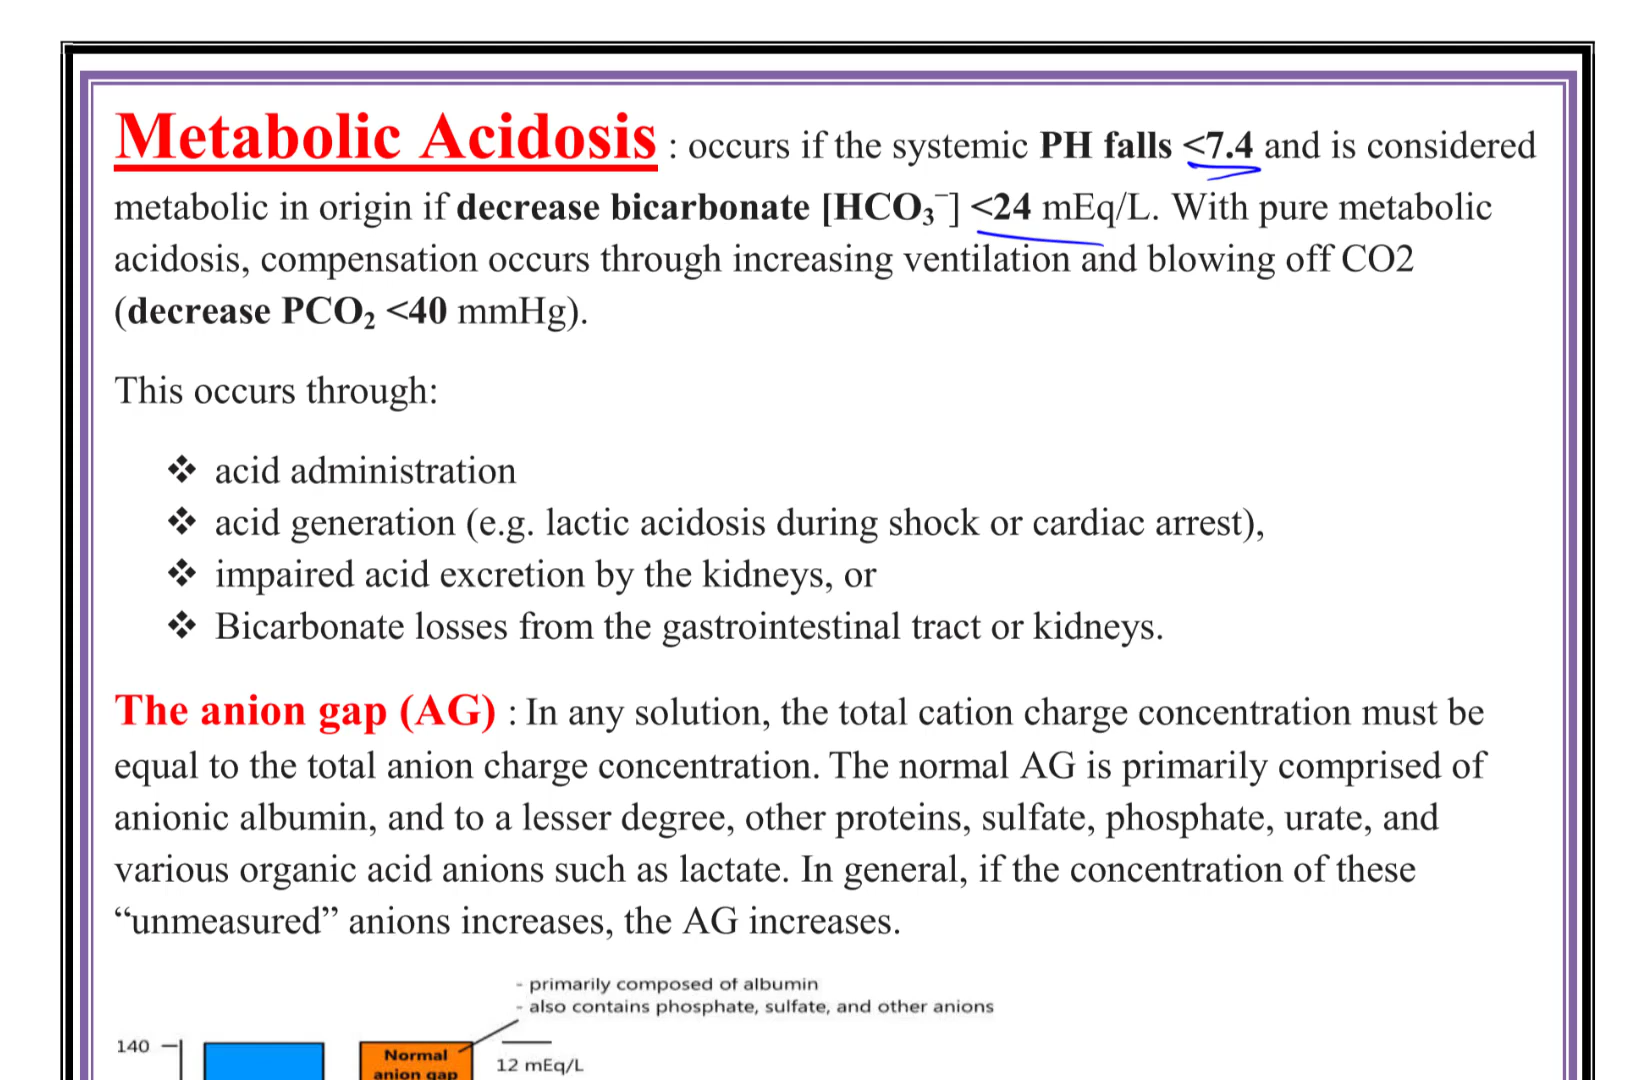 Metabolic Acidosis : occurs if the systemic PH falls <7.4 and is considered
metabolic in origin if decrease bicarbonate [HCO₃⁻] <24 mEq/L. With pure metabolic
acidosis, compensation occurs through increasing ventilation and blowing off CO2
(decrease PCO₂ <40 mmHg).
This occurs through:
❖ acid administration
❖ acid generation (e.g. lactic acidosis during shock or cardiac arrest),
❖ impaired acid excretion by the kidneys, or
❖ Bicarbonate losses from the gastrointestinal tract or kidneys.
The anion gap (AG) : In any solution, the total cation charge concentration must be
equal to the total anion charge concentration. The normal AG is primarily comprised of
anionic albumin, and to a lesser degree, other proteins, sulfate, phosphate, urate, and
various organic acid anions such as lactate. In general, if the concentration of these
“unmeasured” anions increases, the AG increases.
- primarily composed of albumin
- also contains phosphate, sulfate, and other anions
140
Normal
anion gap
12 mEq/L